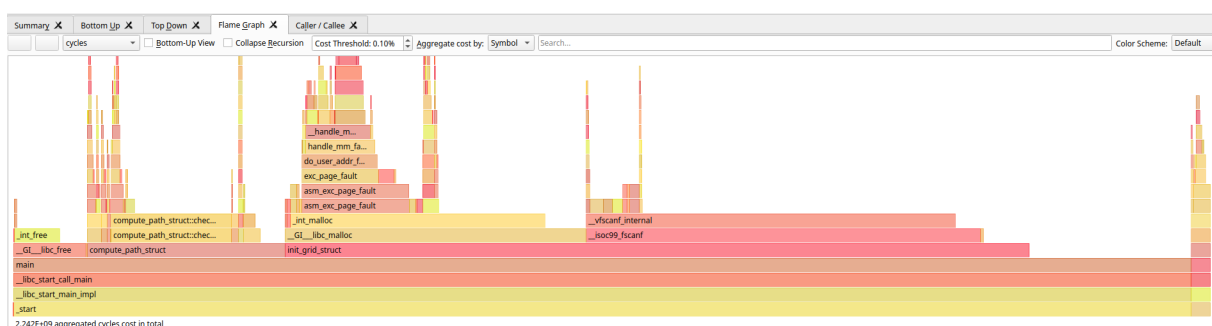 Summary Bottom Up Top Down Flame Graph Caller / Callee
cycles Bottom-Up View Collapse Recursion Cost Threshold: 0.10% Aggregate cost by: Symbol Search... Color Scheme: Default
__handle_m...
handle_mm_fa...
do_user_addr_f...
exc_page_fault
asm_exc_page_fault
asm_exc_page_fault
compute_path_struct::chec... _int_malloc __vfscanf_internal
_int_free compute_path_struct::chec... __GI___libc_malloc __isoc99_fscanf
__GI___libc_free compute_path_struct init_grid_struct
main
__libc_start_call_main
__libc_start_main_impl
_start
2.242E+09 aggregated cycles cost in total